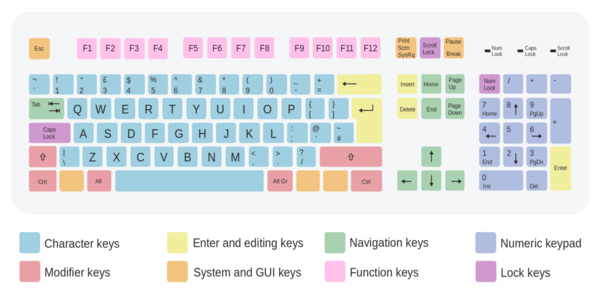 Esc F1 F2 F3 F4 F5 F6 F7 F8 F9 F10 F11 F12 Print Scrn SysRq Scroll Lock Pause Break Num Lock Caps Lock Scroll Lock
¬ ! " £ $ % ^ & * ( ) _ + Insert Home Page Up Num Lock / * -
` 1 2 3 4 5 6 7 8 9 0 - =
Tab Q W E R T Y U I O P { [ } ] Delete End Page Down 7 Home 8 9 PgUp +
Caps Lock A S D F G H J K L : ; @ ' ~ # 4 5 6
| \ Z X C V B N M < , > . ? / 1 End 2 3 PgDn Enter
Ctrl Alt Alt Gr Ctrl 0 Ins . Del
Character keys Enter and editing keys Navigation keys Numeric keypad
Modifier keys System and GUI keys Function keys Lock keys